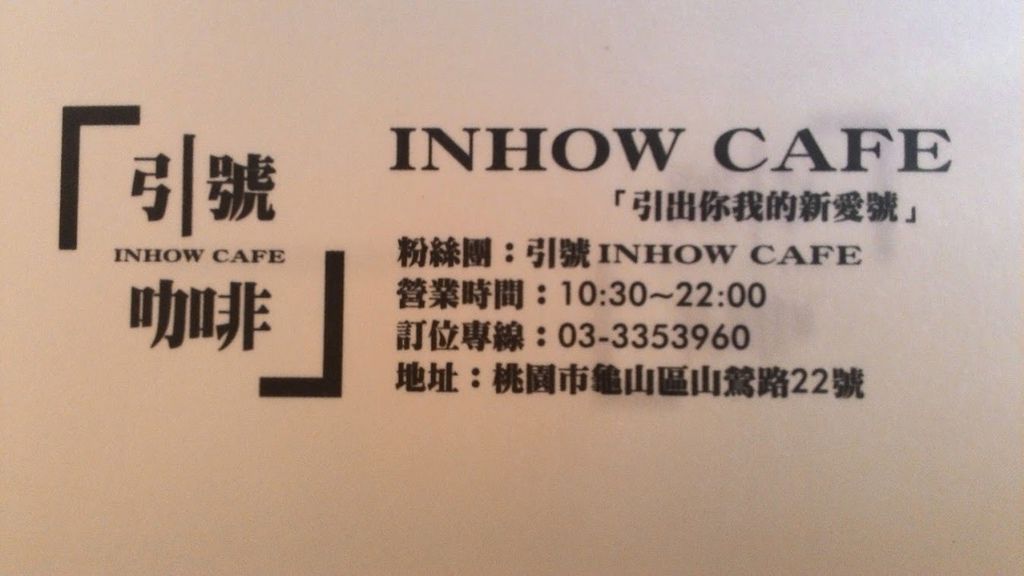 引號
INHOW CAFE
咖啡
INHOW CAFE
「引出你我的新愛號」
粉絲團：引號 INHOW CAFE
營業時間：10:30~22:00
訂位專線：03-3353960
地址：桃園市龜山區山鶯路22號